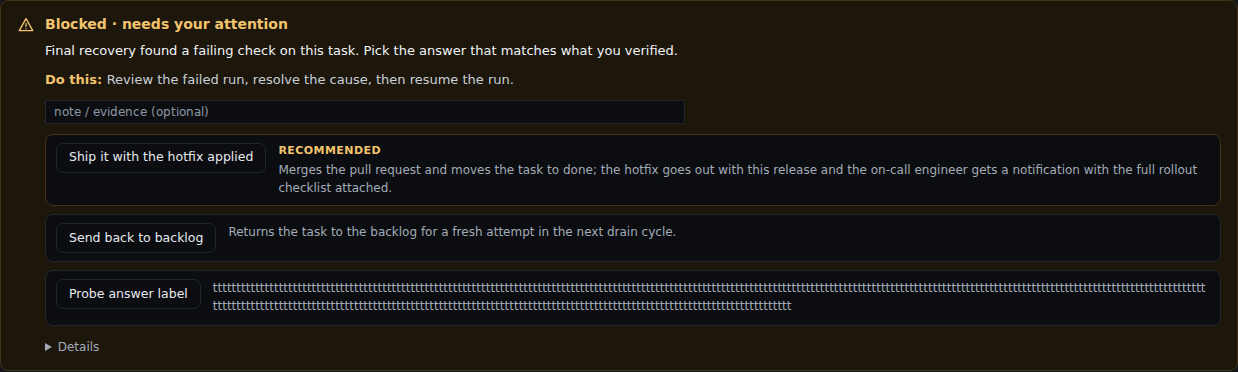 Blocked · needs your attention
Final recovery found a failing check on this task. Pick the answer that matches what you verified.
Do this: Review the failed run, resolve the cause, then resume the run.
note / evidence (optional)
Ship it with the hotfix applied
RECOMMENDED
Merges the pull request and moves the task to done; the hotfix goes out with this release and the on-call engineer gets a notification with the full rollout
checklist attached.
Send back to backlog
Returns the task to the backlog for a fresh attempt in the next drain cycle.
Probe answer label
Details